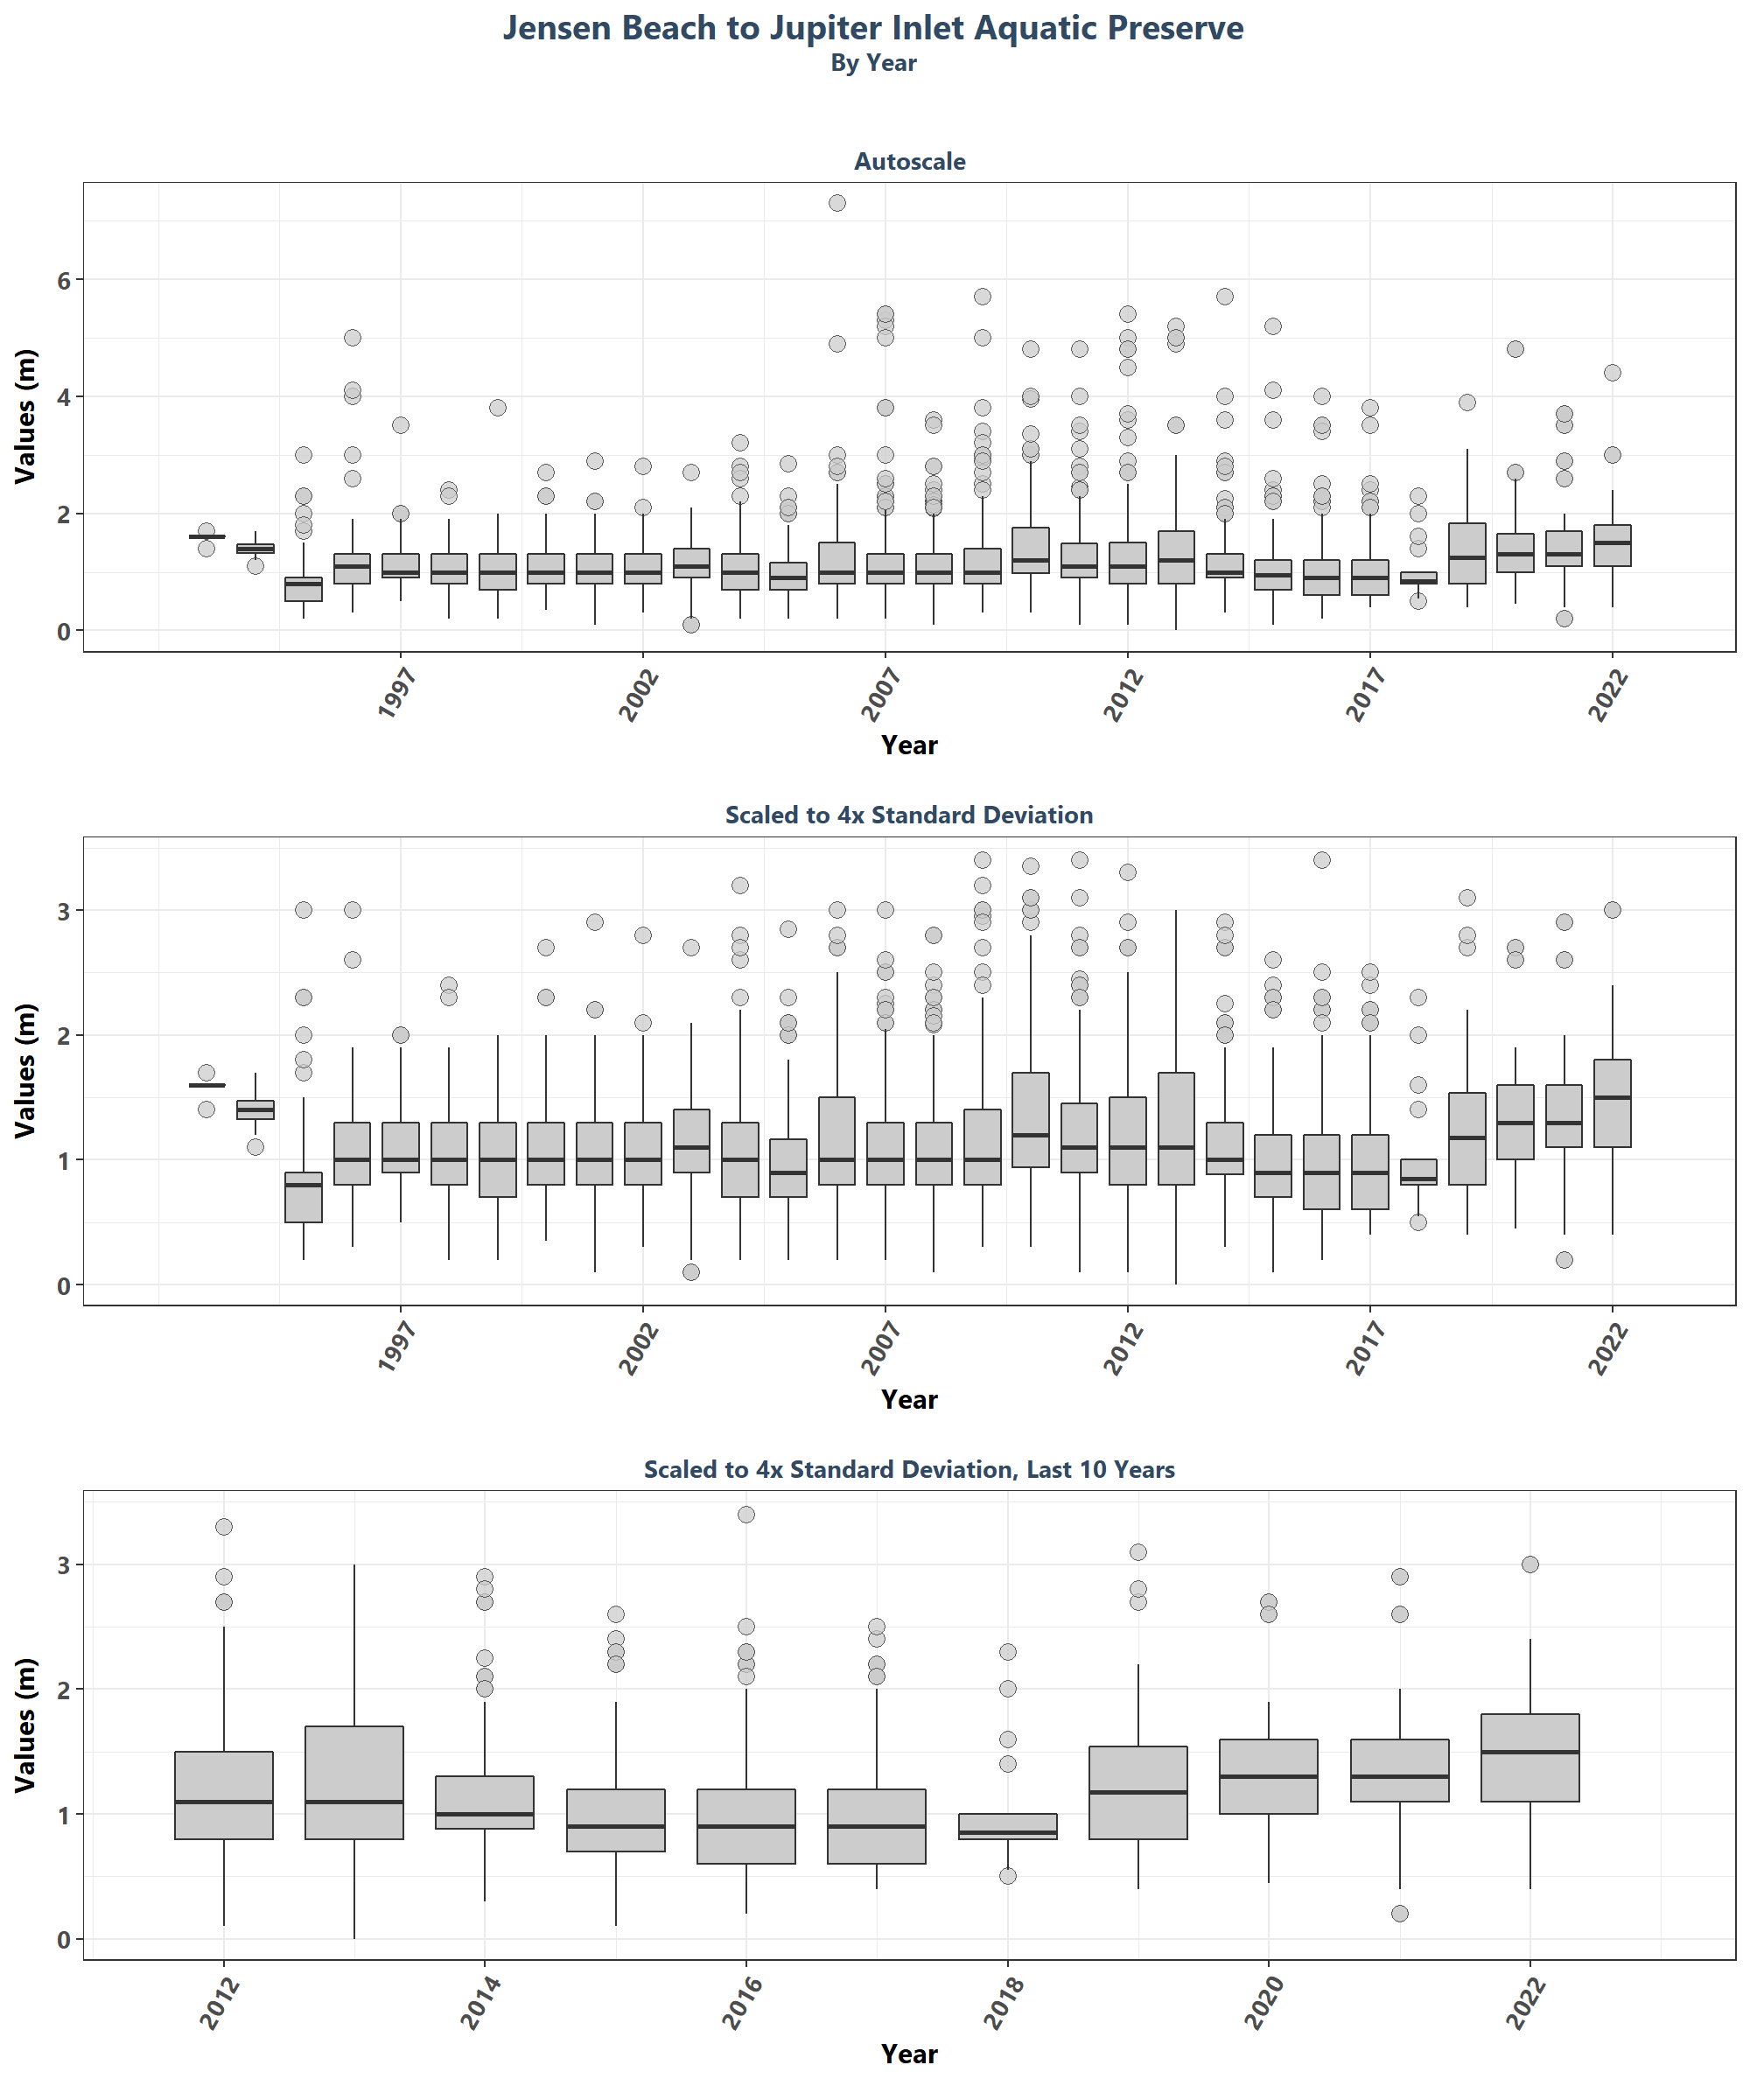 Jensen Beach to Jupiter Inlet Aquatic Preserve
By Year
Autoscale
Values (m)
6
4
2
0
1997
2002
2007
2012
2017
2022
Year
Scaled to 4x Standard Deviation
Values (m)
3
2
1
0
1997
2002
2007
2012
2017
2022
Year
Scaled to 4x Standard Deviation, Last 10 Years
Values (m)
3
2
1
0
2012
2014
2016
2018
2020
2022
Year